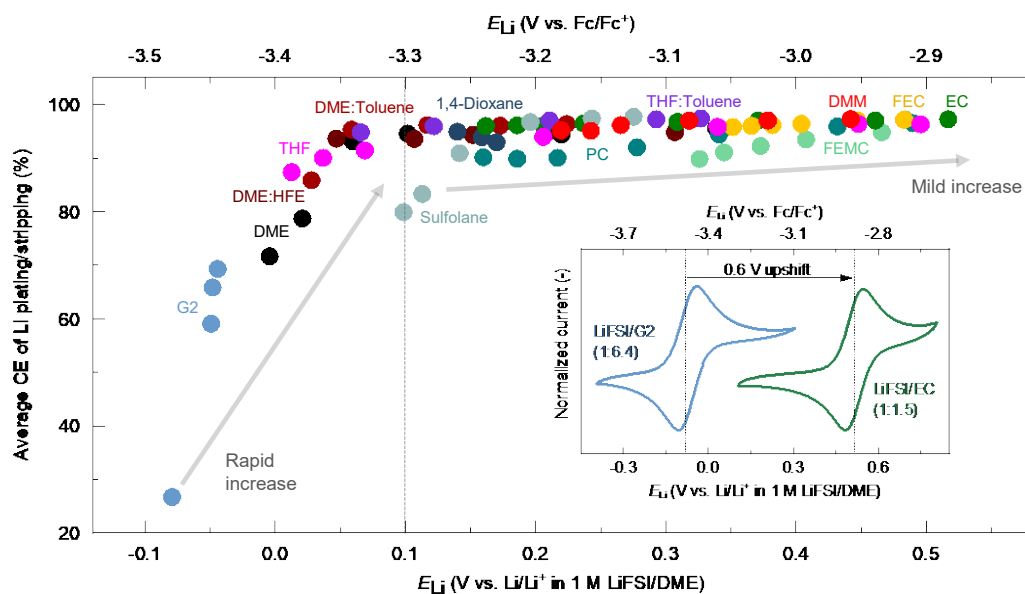 E Li (V vs. Fc/Fc+)
-3.5 -3.4 -3.3 -3.2 -3.1 -3.0 -2.9
Average CE of Li plating/stripping (%)
100
80
60
40
20
DME:Toluene
1,4-Dioxane
THF:Toluene
DMM
FEC
EC
THF
PC
FEMC
DME:HFE
Mild increase
DME
Sulfolane
G2
Rapid
increase
E Li (V vs. Fc/Fc+)
-3.7 -3.4 -3.1 -2.8
0.6 V upshift
Normalized current (-)
LiFSI/G2
(1:6.4)
LiFSI/EC
(1:1.5)
-0.3 0.0 0.3 0.6
E Li (V vs. Li/Li+ in 1 M LiFSI/DME)
-0.1 0.0 0.1 0.2 0.3 0.4 0.5
E Li (V vs. Li/Li+ in 1 M LiFSI/DME)